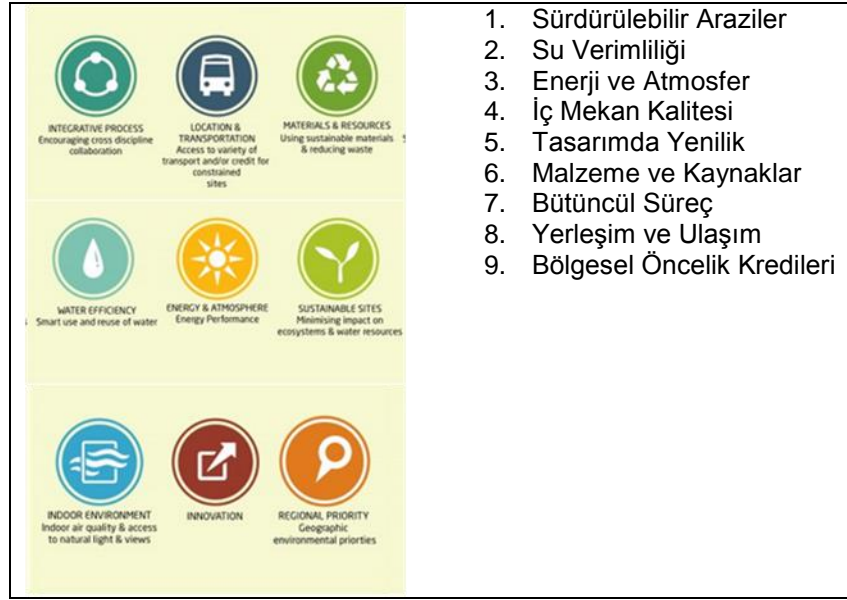 INTEGRATIVE PROCESS
Encouraging cross discipline
collaboration
LOCATION &
TRANSPORTATION
Access to variety of
transport and/or credit for
constrained
sites
MATERIALS & RESOURCES
Using sustainable materials
& reducing waste
WATER EFFICIENCY
Smart use and reuse of water
ENERGY & ATMOSPHERE
Energy Performance
SUSTAINABLE SITES
Minimising impact on
ecosystems & water resources
INDOOR ENVIRONMENT
Indoor air quality & access
to natural light & views
INNOVATION
REGIONAL PRIORITY
Geographic
environmental priorties
1. Sürdürülebilir Araziler
2. Su Verimliliği
3. Enerji ve Atmosfer
4. İç Mekan Kalitesi
5. Tasarımda Yenilik
6. Malzeme ve Kaynaklar
7. Bütüncül Süreç
8. Yerleşim ve Ulaşım
9. Bölgesel Öncelik Kredileri